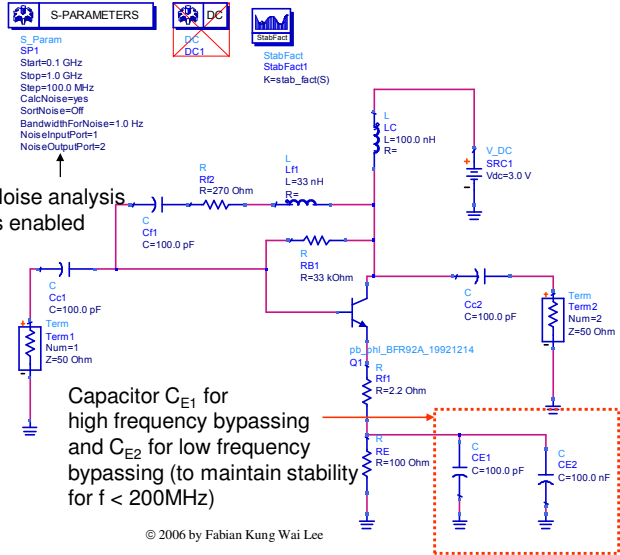 S-PARAMETERS
DC
S_Param
SP1
Start=0.1 GHz
Stop=1.0 GHz
Step=100.0 MHz
CalcNoise=yes
SortNoise=Off
BandwidthForNoise=1.0 Hz
NoiseInputPort=1
NoiseOutputPort=2
DC
DC1
StabFact
StabFact
StabFact1
K=stab_fact(S)
L
LC
L=100.0 nH
R=
V_DC
SRC1
Vdc=3.0 V
oise analysis
s enabled
R
Rf2
R=270 Ohm
L
Lf1
L=33 nH
R=
C
Cf1
C=100.0 pF
R
RB1
R=33 kOhm
C
Cc1
C=100.0 pF
C
Cc2
C=100.0 pF
Term
Term1
Num=1
Z=50 Ohm
Term
Term2
Num=2
Z=50 Ohm
pb_phl_BFR92A_19921214
Q1
R
Rf1
R=2.2 Ohm
Capacitor CE1 for
high frequency bypassing
and CE2 for low frequency
bypassing (to maintain stability
for f < 200MHz)
R
RE
R=100 Ohm
C
CE1
C=100.0 pF
C
CE2
C=100.0 nF
© 2006 by Fabian Kung Wai Lee